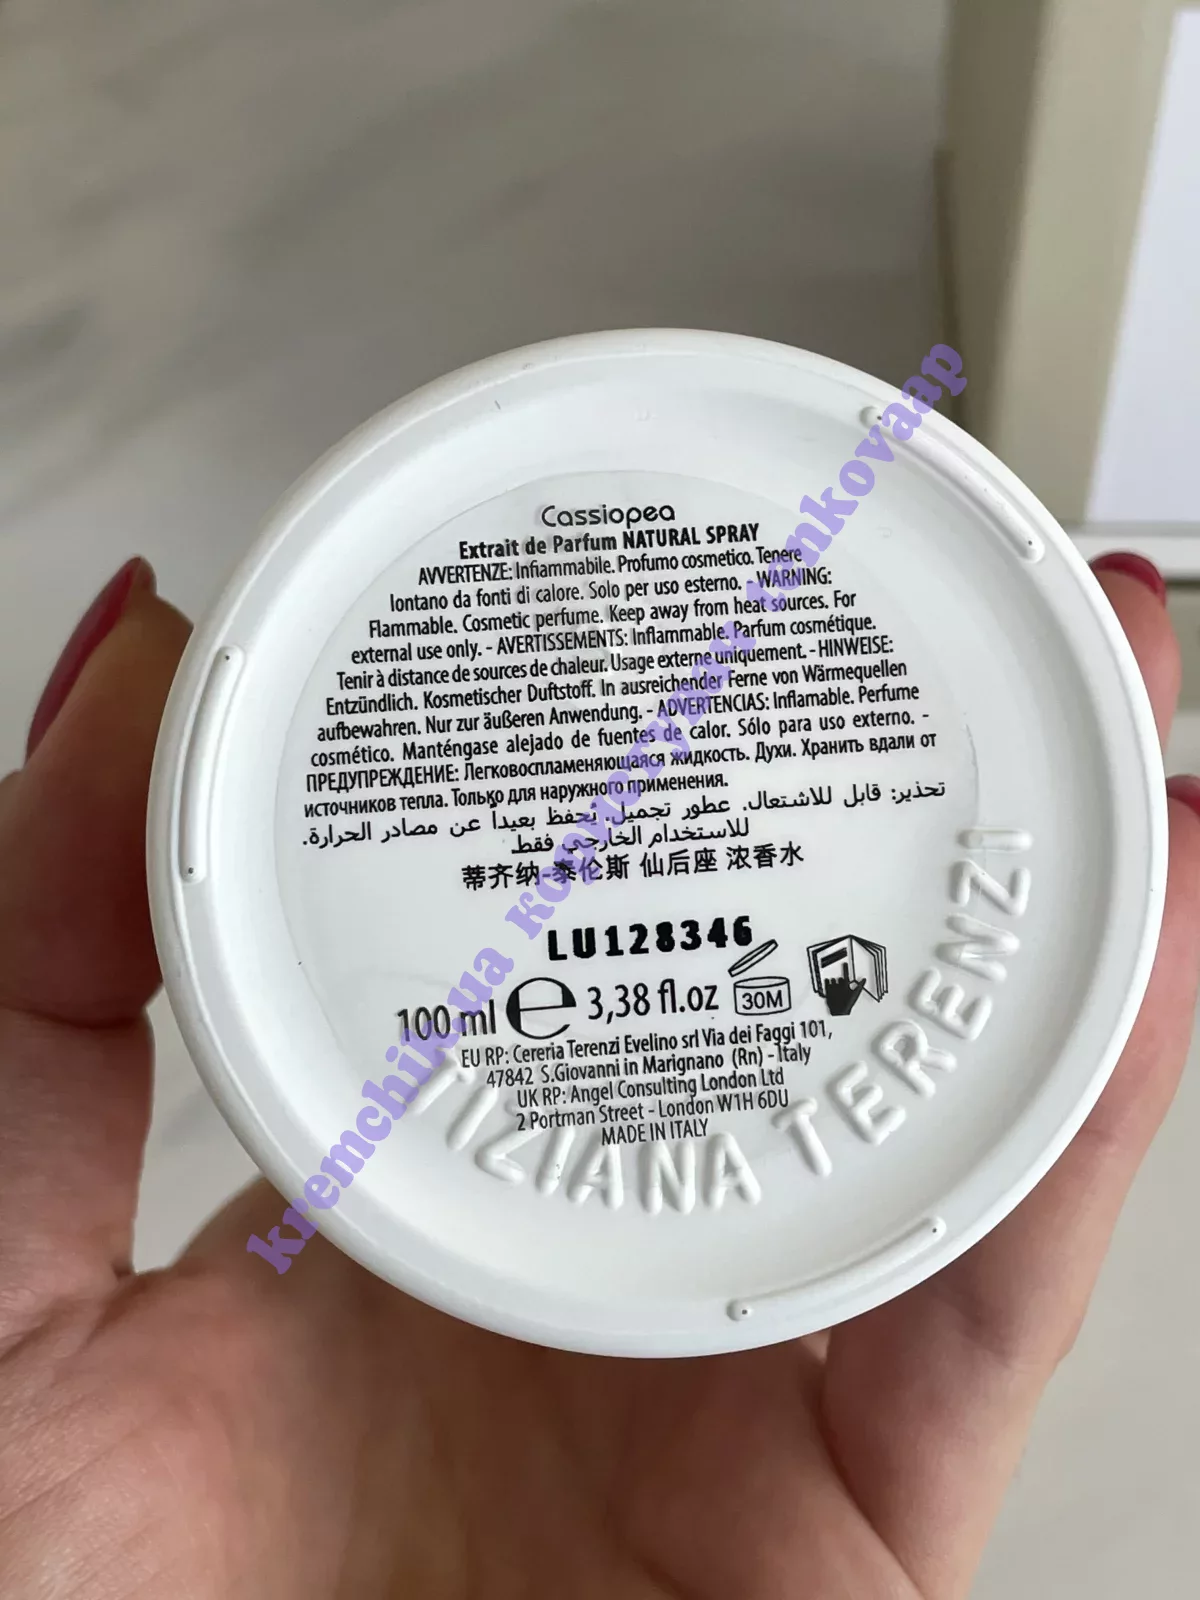 Cassiopea
Extrait de Parfum NATURAL SPRAY
AVVERTENZE: Infiammabile. Profumo cosmetico. Tenere
lontano da fonti di calore. Solo per uso esterno. - WARNING:
Flammable. Cosmetic perfume. Keep away from heat sources. For
external use only. - AVERTISSEMENTS: Inflammable. Parfum cosmétique.
Tenir à distance de sources de chaleur. Usage externe uniquement. - HINWEISE:
Entzündlich. Kosmetischer Duftstoff. In ausreichender Ferne von Wärmequellen
aufbewahren. Nur zur äußeren Anwendung. - ADVERTENCIAS: Inflamable. Perfume
cosmético. Manténgase alejado de fuentes de calor. Sólo para uso externo. -
ПРЕДУПРЕЖДЕНИЕ: Легковоспламеняющаяся жидкость. Духи. Хранить вдали от
источников тепла. Только для наружного применения.
تحذير: قابل للاشتعال. عطور تجميل. يُحفظ بعيداً عن مصادر الحرارة.
للاستخدام الخارجي فقط
蒂齐纳-泰伦斯 仙后座 浓香水
LU128346
100 ml e 3,38 fl.oz 30M
EU RP: Cereria Terenzi Evelino srl Via dei Faggi 101,
47842 S.Giovanni in Marignano (Rn) - Italy
UK RP: Angel Consulting London Ltd
2 Portman Street - London W1H 6DU
MADE IN ITALY
TIZIANA TERENZI
kremchik.ua копіюгупач tenkovaap